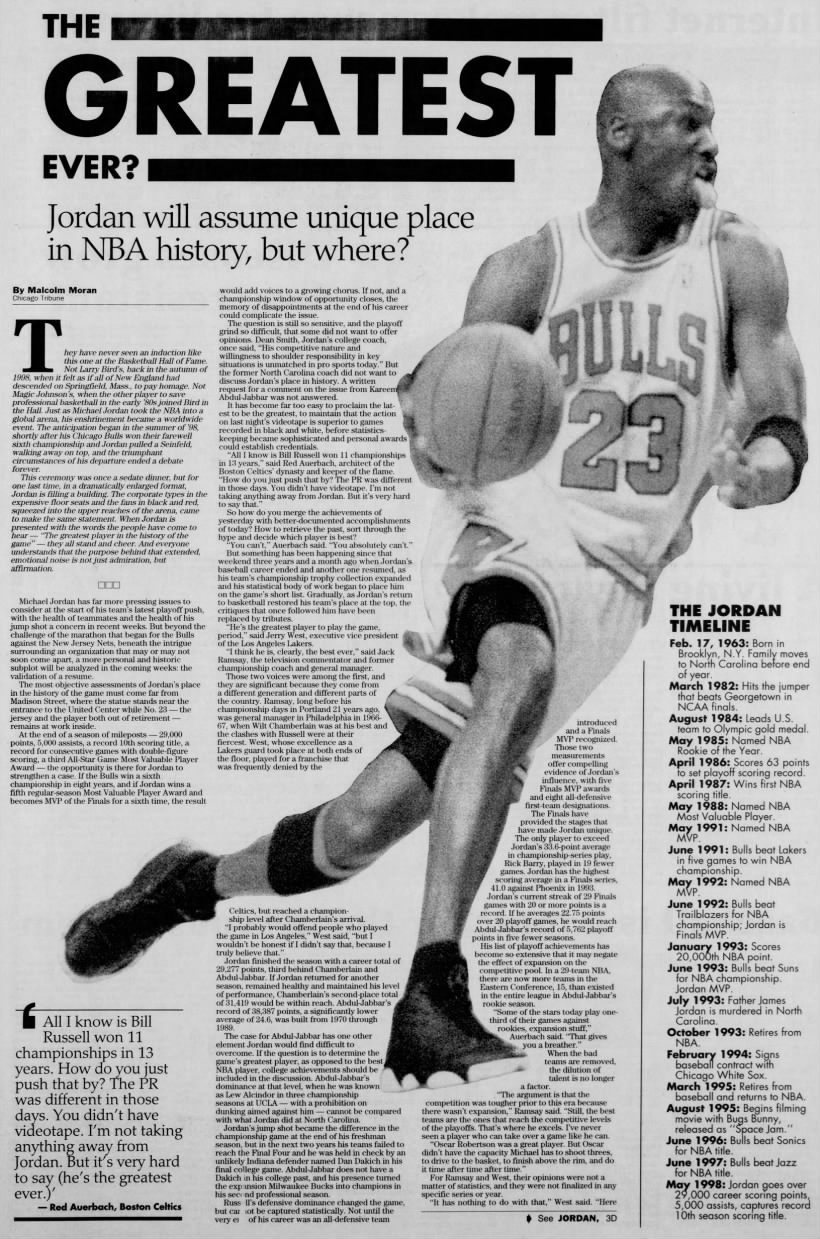 THE
GREATEST
EVER?
Jordan will assume unique place
in NBA history, but where?
By Malcolm Moran
Chicago Tribune
They have never seen an induction like
this one at the Basketball Hall of Fame.
Not Larry Bird's, back in the autumn of
1998, when it felt as if all of New England had
descended on Springfield, Mass., to pay homage. Not
Magic Johnson's, when the other player to save
professional basketball in the early '80s joined Bird in
the Hall. Just as Michael Jordan took the NBA into a
global arena, his enshrinement became a worldwide
event. The anticipation began in the summer of '98,
shortly after his Chicago Bulls won their farewell
sixth championship and Jordan pulled a Seinfeld,
walking away on top, and the triumphant
circumstances of his departure ended a debate
forever.
This ceremony was once a sedate dinner, but for
one last time, in a dramatically enlarged format,
Jordan is filling a building. The corporate types in the
expensive floor seats and the fans in black and red,
squeezed into the upper reaches of the arena, came
to make the same statement. When Jordan is
presented with the words the people have come to
hear — "The greatest player in the history of the
game" — they all stand and cheer. And everyone
understands that the purpose behind that extended,
emotional noise is not just admiration, but
affirmation.
□□□
Michael Jordan has far more pressing issues to
consider at the start of his team's latest playoff push,
with the health of teammates and the health of his
jump shot a concern in recent weeks. But beyond the
challenge of the marathon that began for the Bulls
against the New Jersey Nets, beneath the intrigue
surrounding an organization that may or may not
soon come apart, a more personal and historic
subplot will be analyzed in the coming weeks: the
validation of a resume.
The most objective assessments of Jordan's place
in the history of the game must come far from
Madison Street, where the statue stands near the
entrance to the United Center while No. 23 — the
jersey and the player both out of retirement —
remains at work inside.
At the end of a season of mileposts — 29,000
points, 5,000 assists, a record 10th scoring title, a
record for consecutive games with double-figure
scoring, a third All-Star Game Most Valuable Player
Award — the opportunity is there for Jordan to
strengthen a case. If the Bulls win a sixth
championship in eight years, and if Jordan wins a
fifth regular-season Most Valuable Player Award and
becomes MVP of the Finals for a sixth time, the result
would add voices to a growing chorus. If not, and a
championship window of opportunity closes, the
memory of disappointments at the end of his career
could complicate the issue.
The question is still so sensitive, and the playoff
grind so difficult, that some did not want to offer
opinions. Dean Smith, Jordan's college coach,
once said, "His competitive nature and
willingness to shoulder responsibility in key
situations is unmatched in pro sports today." But
the former North Carolina coach did not want to
discuss Jordan's place in history. A written
request for a comment on the issue from Kareem
Abdul-Jabbar was not answered.
It has become far too easy to proclaim the lat-
est to be the greatest, to maintain that the action
on last night's videotape is superior to games
recorded in black and white, before statistics-
keeping became sophisticated and personal awards
could establish credentials.
"All I know is Bill Russell won 11 championships
in 13 years," said Red Auerbach, architect of the
Boston Celtics' dynasty and keeper of the flame.
"How do you just push that by? The PR was different
in those days. You didn't have videotape. I'm not
taking anything away from Jordan. But it's very hard
to say that."
So how do you merge the achievements of
yesterday with better-documented accomplishments
of today? How to retrieve the past, sort through the
hype and decide which player is best?
"You can't," Auerbach said. "You absolutely can't."
But something has been happening since that
weekend three years and a month ago when Jordan's
baseball career ended and another one resumed, as
his team's championship trophy collection expanded
and his statistical body of work began to place him
on the game's short list. Gradually, as Jordan's return
to basketball restored his team's place at the top, the
critiques that once followed him have been
replaced by tributes.
"He's the greatest player to play the game,
period," said Jerry West, executive vice president
of the Los Angeles Lakers.
"I think he is, clearly, the best ever," said Jack
Ramsay, the television commentator and former
championship coach and general manager.
Those two voices were among the first, and
they are significant because they come from
a different generation and different parts of
the country. Ramsay, long before his
championship days in Portland 21 years ago,
was general manager in Philadelphia in 1966-
67, when Wilt Chamberlain was at his best and
the clashes with Russell were at their
fiercest. West, whose excellence as a
Lakers guard took place at both ends of
the floor, played for a franchise that
was frequently denied by the
Celtics, but reached a champion-
ship level after Chamberlain's arrival.
"I probably would offend people who played
the game in Los Angeles," West said, "but I
wouldn't be honest if I didn't say that, because I
truly believe that."
Jordan finished the season with a career total of
29,277 points, third behind Chamberlain and
Abdul-Jabbar. If Jordan returned for another
season, remained healthy and maintained his level
of performance, Chamberlain's second-place total
of 31,419 would be within reach. Abdul-Jabbar's
record of 38,387 points, a significantly lower
average of 24.6, was built from 1970 through
1989.
The case for Abdul-Jabbar has one other
element Jordan would find difficult to
overcome. If the question is to determine the
game's greatest player, as opposed to the best
NBA player, college achievements should be
included in the discussion. Abdul-Jabbar's
dominance at that level, when he was known
as Lew Alcindor in three championship
seasons at UCLA — with a prohibition on
dunking aimed against him — cannot be compared
with what Jordan did at North Carolina.
Jordan's jump shot became the difference in the
championship game at the end of his freshman
season, but in the next two years his teams failed to
reach the Final Four and he was held in check by an
unlikely Indiana defender named Dan Dakich in his
final college game. Abdul-Jabbar does not have a
Dakich in his college past, and his presence turned
the expansion Milwaukee Bucks into champions in
his second professional season.
Russell's defensive dominance changed the game,
but cannot be captured statistically. Not until the
very end of his career was an all-defensive team
introduced
and a Finals
MVP recognized.
Those two
measurements
offer compelling
evidence of Jordan's
influence, with five
Finals MVP awards
and eight all-defensive
first-team designations.
The Finals have
provided the stages that
have made Jordan unique.
The only player to exceed
Jordan's 33.6-point average
in championship-series play,
Rick Barry, played in 19 fewer
games. Jordan has the highest
scoring average in a Finals series,
41.0 against Phoenix in 1993.
Jordan's current streak of 29 Finals
games with 20 or more points is a
record. If he averages 22.75 points
over 20 playoff games, he would reach
Abdul-Jabbar's record of 5,762 playoff
points in five fewer seasons.
His list of playoff achievements has
become so extensive that it may negate
the effect of expansion on the
competitive pool. In a 29-team NBA,
there are now more teams in the
Eastern Conference, 15, than existed
in the entire league in Abdul-Jabbar's
rookie season.
"Some of the stars today play one-
third of their games against
rookies, expansion stuff,"
Auerbach said. "That gives
you a breather."
When the bad
teams are removed,
the dilution of
talent is no longer
a factor.
"The argument is that the
competition was tougher prior to this era because
there wasn't expansion," Ramsay said. "Still, the best
teams are the ones that reach the competitive levels
of the playoffs. That's where he excels. I've never
seen a player who can take over a game like he can.
"Oscar Robertson was a great player. But Oscar
didn't have the capacity Michael has to shoot threes,
to drive to the basket, to finish above the rim, and do
it time after time after time."
For Ramsay and West, their opinions were not a
matter of statistics, and they were not finalized in any
specific series or year.
"It has nothing to do with that," West said. "Here
See JORDAN, 3D
'All I know is Bill
Russell won 11
championships in 13
years. How do you just
push that by? The PR
was different in those
days. You didn't have
videotape. I'm not taking
anything away from
Jordan. But it's very hard
to say (he's the greatest
ever.)'
— Red Auerbach, Boston Celtics
BULLS
23
THE JORDAN
TIMELINE
Feb. 17, 1963: Born in
Brooklyn, N.Y. Family moves
to North Carolina before end
of year.
March 1982: Hits the jumper
that beats Georgetown in
NCAA finals.
August 1984: Leads U.S.
team to Olympic gold medal.
May 1985: Named NBA
Rookie of the Year.
April 1986: Scores 63 points
to set playoff scoring record.
April 1987: Wins first NBA
scoring title.
May 1988: Named NBA
Most Valuable Player.
May 1991: Named NBA
MVP.
June 1991: Bulls beat Lakers
in five games to win NBA
championship.
May 1992: Named NBA
MVP.
June 1992: Bulls beat
Trailblazers for NBA
championship; Jordan is
Finals MVP.
January 1993: Scores
20,000th NBA point.
June 1993: Bulls beat Suns
for NBA championship.
Jordan MVP.
July 1993: Father James
Jordan is murdered in North
Carolina.
October 1993: Retires from
NBA.
February 1994: Signs
baseball contract with
Chicago White Sox.
March 1995: Retires from
baseball and returns to NBA.
August 1995: Begins filming
movie with Bugs Bunny,
released as "Space Jam."
June 1996: Bulls beat Sonics
for NBA title.
June 1997: Bulls beat Jazz
for NBA title.
May 1998: Jordan goes over
29,000 career scoring points,
5,000 assists, captures record
10th season scoring title.